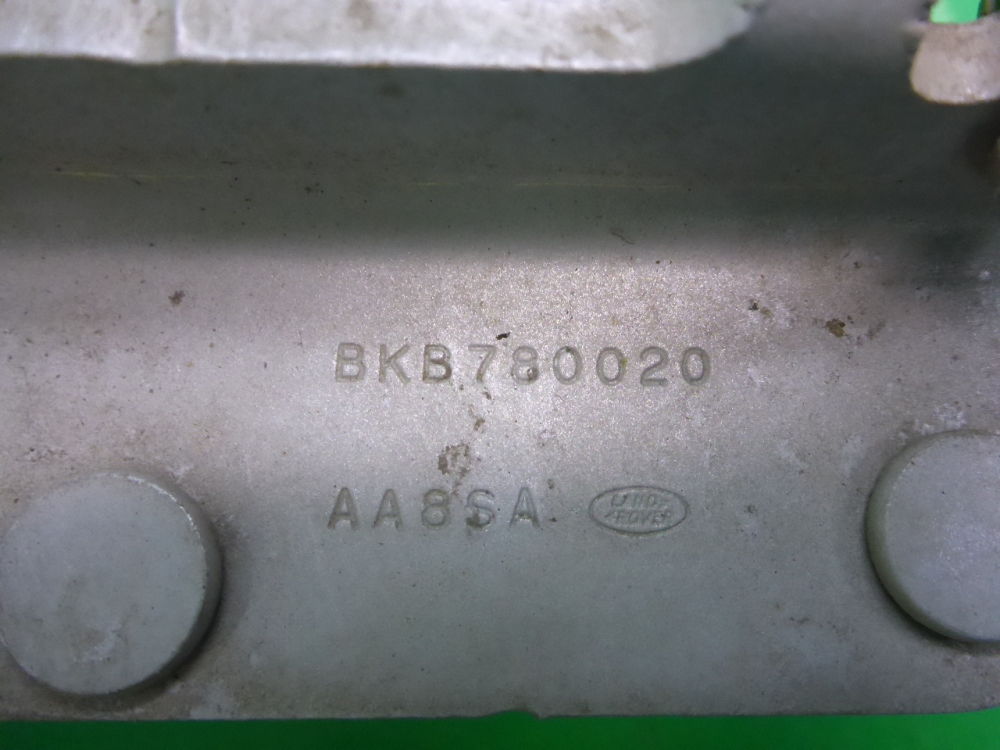 BKB780020
AA8SA LAND-
ROVER